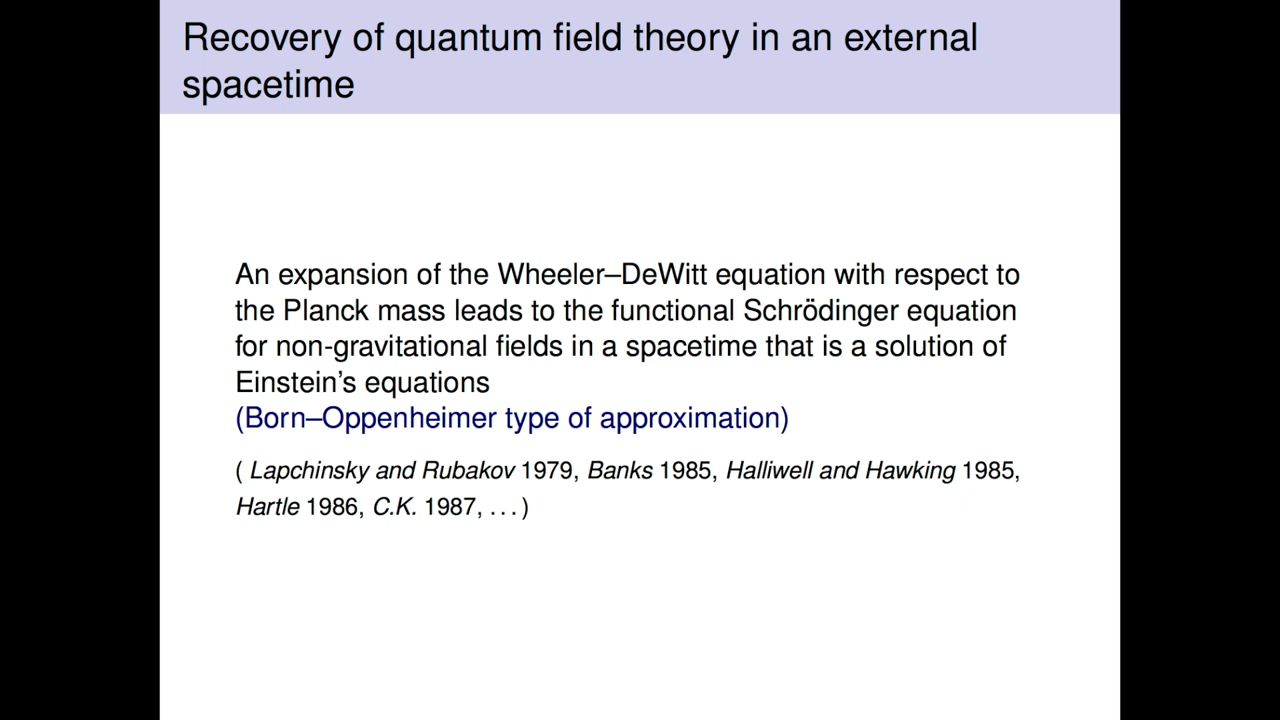 Recovery of quantum field theory in an external
spacetime
An expansion of the Wheeler–DeWitt equation with respect to
the Planck mass leads to the functional Schrödinger equation
for non-gravitational fields in a spacetime that is a solution of
Einstein’s equations
(Born–Oppenheimer type of approximation)
( Lapchinsky and Rubakov 1979, Banks 1985, Halliwell and Hawking 1985,
Hartle 1986, C.K. 1987, . . . )